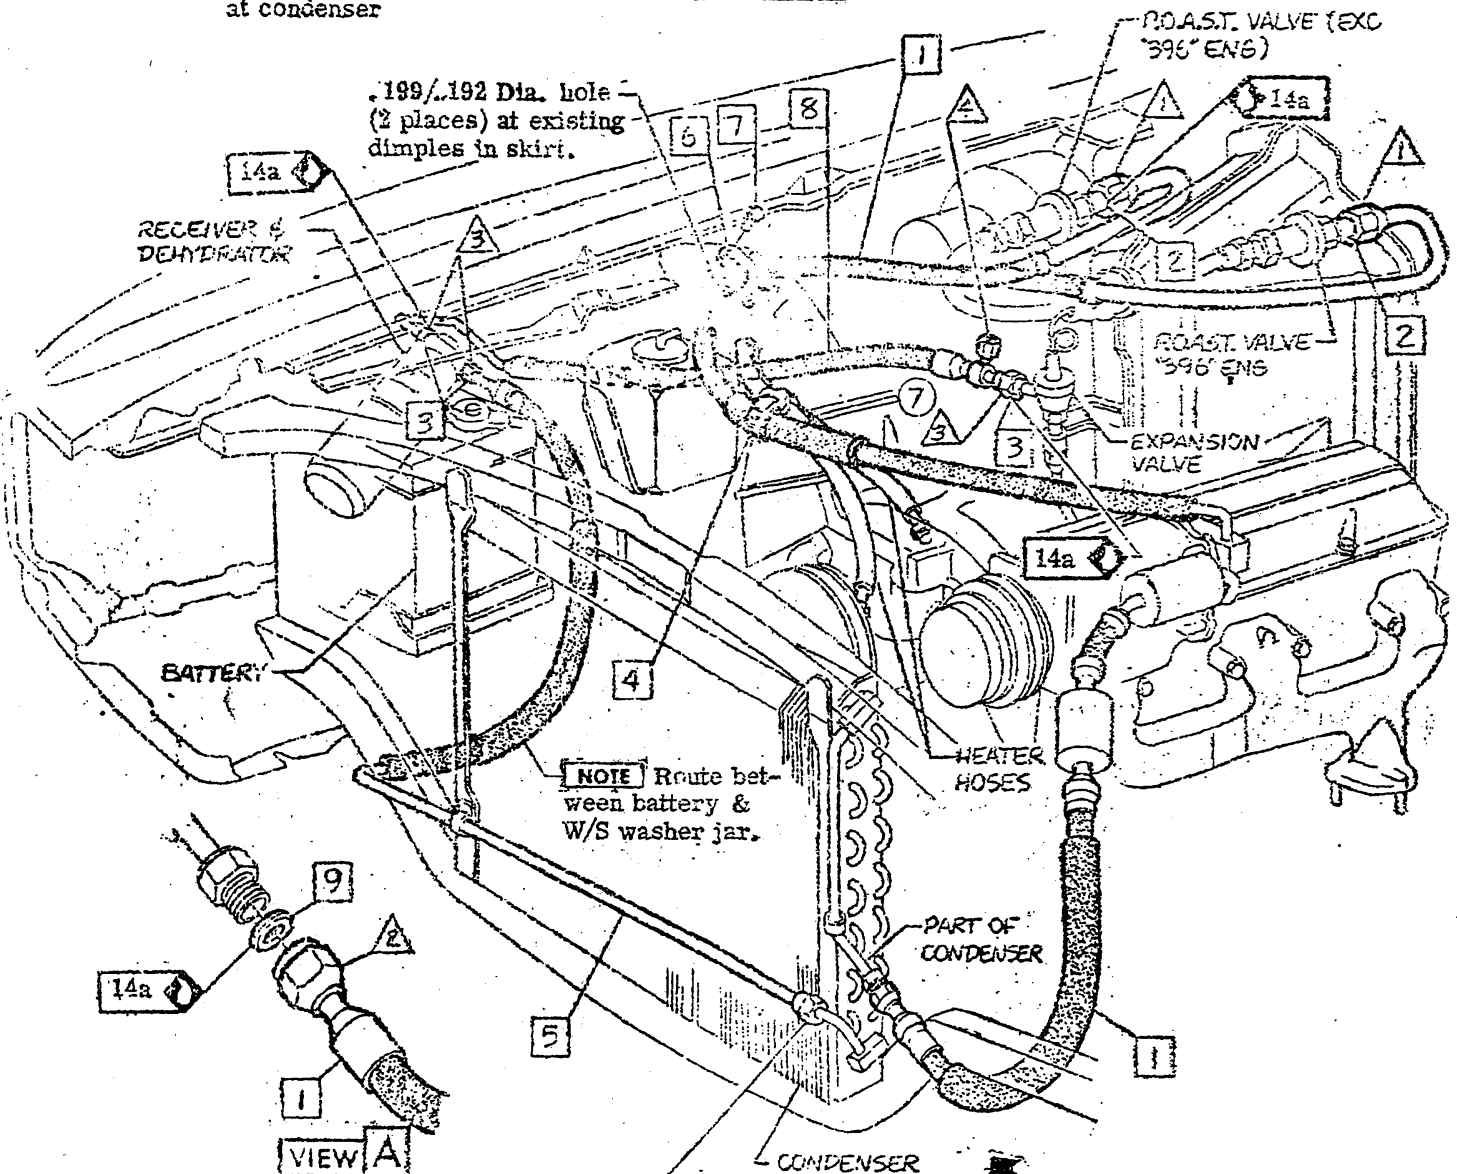 at condenser
P.O.A.S.T. VALVE (EXC
"396" ENG)
1
.199/.192 Dia. hole
(2 places) at existing
dimples in skirt.
6
7
8
4
1
14a
1
14a
RECEIVER &
DEHYDRATOR
3
1
2
2
P.O.A.S.T. VALVE
"396" ENG
3
7
3
3
EXPANSION
VALVE
14a
BATTERY
4
HEATER
HOSES
NOTE Route bet-
ween battery &
W/S washer jar.
9
2
14a
PART OF
CONDENSER
5
1
1
VIEW A
CONDENSER